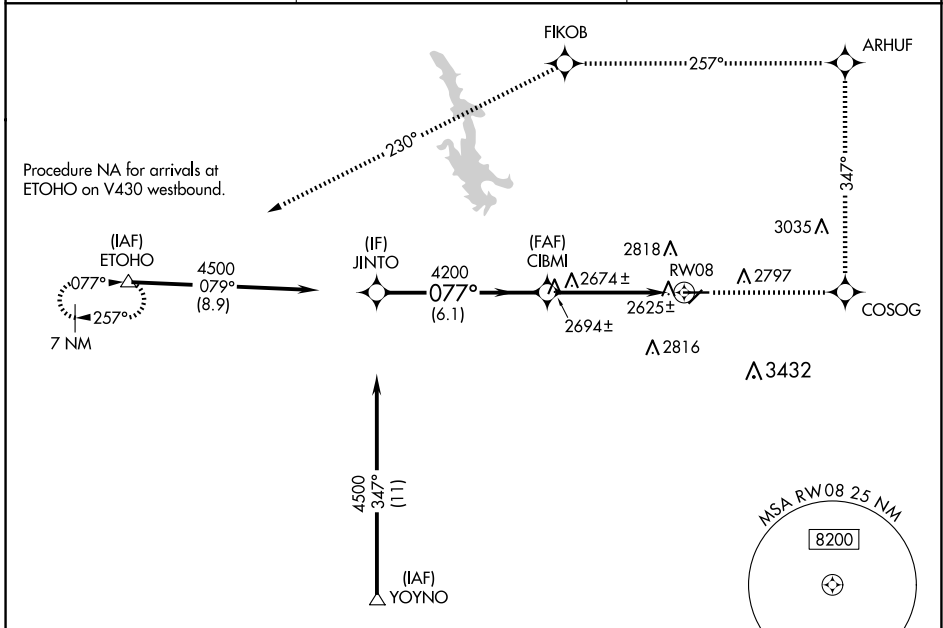 FIKOB
ARHUF
257°
230°
347°
Procedure NA for arrivals at
ETOHO on V430 westbound.
3035
(IAF)
ETOHO
4500
079°
(8.9)
077°
257°
7 NM
(IF)
JINTO
4200
077°
(6.1)
(FAF)
CIBMI
2674±
2694±
2818
RW08
2625±
2797
COSOG
2816
3432
4500
347°
(11)
(IAF)
YOYNO
MSA RW08 25 NM
8200